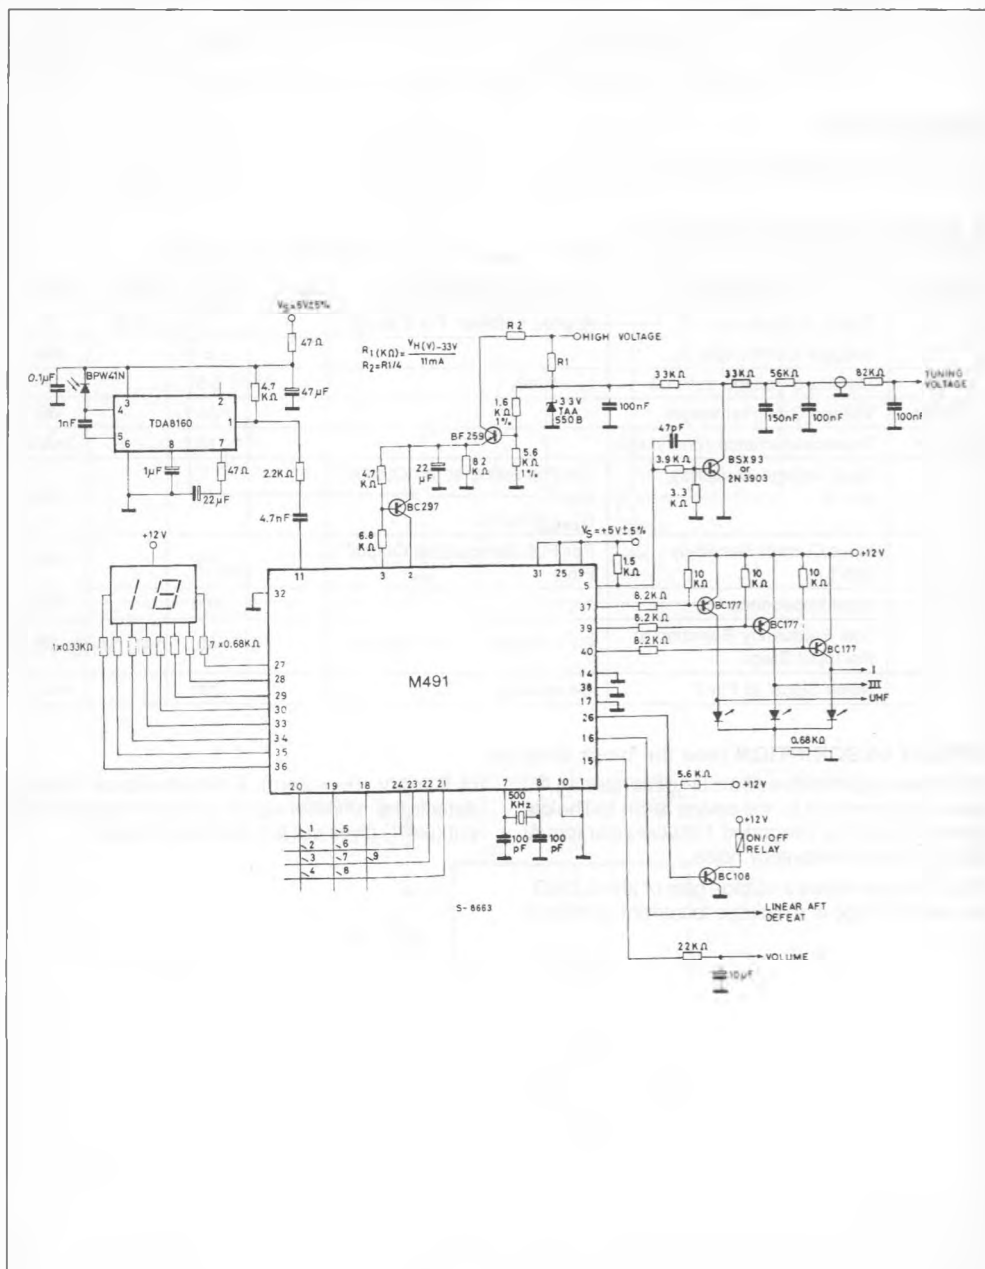 Vs=5V±5%
47Ω
0.1µF
BPW41N
4.7
KΩ
47µF
1nF
3
2
4
1
TDA8160
5
6
8
7
1µF
47Ω
22µF
2.2KΩ
4.7nF
R1(KΩ)=
VH(V)-33V
11mA
R2=R1/4
R2
HIGH VOLTAGE
R1
33V
TAA
550B
1.6
KΩ
1%
BF259
5.6
KΩ
1%
4.7
KΩ
22
µF
82
KΩ
BC297
6.8
KΩ
100nF
33KΩ
33KΩ
56KΩ
82KΩ
TUNING
VOLTAGE
150nF
100nF
100nf
47pF
3.9KΩ
BSX93
or
2N3903
3.3
KΩ
Vs=+5V±5%
1.5
KΩ
+12V
10
KΩ
10
KΩ
10
KΩ
8.2KΩ
8.2KΩ
8.2KΩ
BC177
BC177
BC177
I
III
UHF
0.68KΩ
+12V
1x0.33KΩ
7x0.68KΩ
M491
11
3
2
31
25
9
5
32
37
39
40
27
28
29
30
33
34
35
36
14
38
17
26
16
15
20
19
18
24 23 22 21
7
8
10
1
1
5
2
6
3
7
9
4
8
500
KHz
100
pF
100
pF
5.6KΩ
+12V
+12V
ON/OFF
RELAY
BC108
LINEAR AFT
DEFEAT
22KΩ
VOLUME
10µF
S-8663